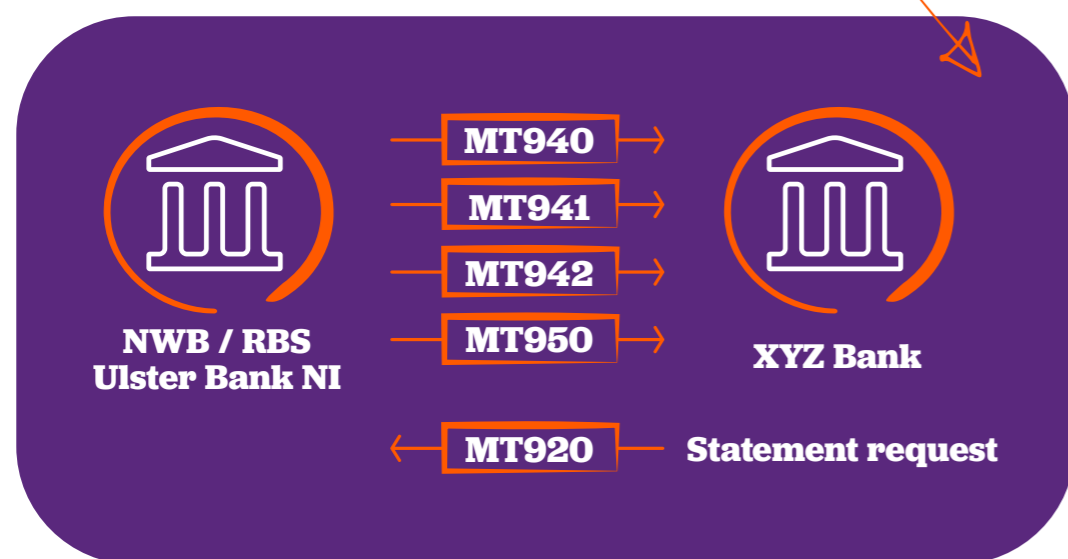 MT940
MT941
MT942
MT950
NWB / RBS
Ulster Bank NI
XYZ Bank
MT920
Statement request